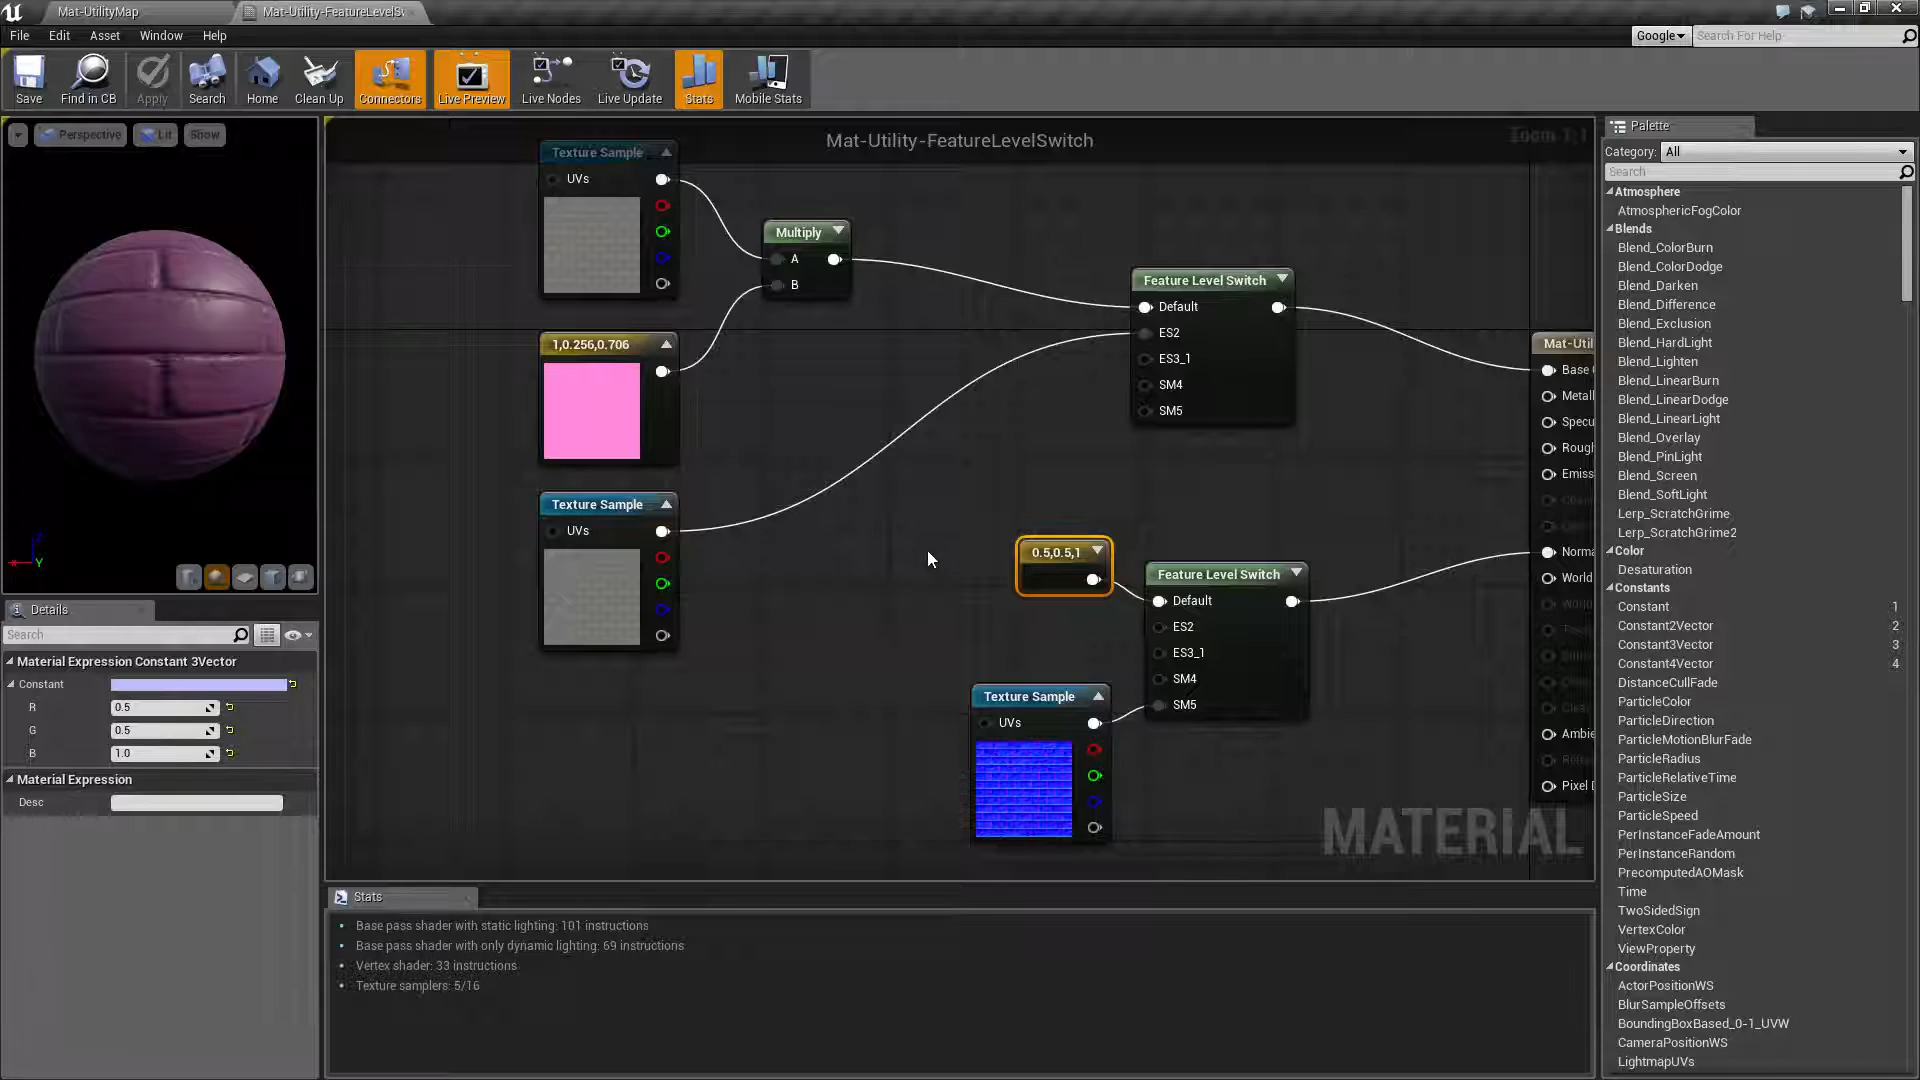 Mat-UtilityMap
Mat-Utility-FeatureLevelSw
File Edit Asset Window Help
Google
Search For Help
Save
Find in CB
Apply
Search
Home
Clean Up
Connectors
Live Preview
Live Nodes
Live Update
Stats
Mobile Stats
Perspective
Lit
Show
Mat-Utility-FeatureLevelSwitch
Zoom 1:1
Texture Sample
UVs
Multiply
A
B
1,0.256,0.706
Texture Sample
UVs
Feature Level Switch
Default
ES2
ES3_1
SM4
SM5
0.5,0.5,1
Feature Level Switch
Default
ES2
ES3_1
SM4
SM5
Texture Sample
UVs
Mat-Util
Base
Metall
Specu
Rough
Emiss
Norma
World
Ambie
Pixel D
MATERIAL
Z
Y
Details
Search
Material Expression Constant 3Vector
Constant
R 0.5
G 0.5
B 1.0
Material Expression
Desc
Stats
Base pass shader with static lighting: 101 instructions
Base pass shader with only dynamic lighting: 69 instructions
Vertex shader: 33 instructions
Texture samplers: 5/16
Palette
Category: All
Search
Atmosphere
AtmosphericFogColor
Blends
Blend_ColorBurn
Blend_ColorDodge
Blend_Darken
Blend_Difference
Blend_Exclusion
Blend_HardLight
Blend_Lighten
Blend_LinearBurn
Blend_LinearDodge
Blend_LinearLight
Blend_Overlay
Blend_PinLight
Blend_Screen
Blend_SoftLight
Lerp_ScratchGrime
Lerp_ScratchGrime2
Color
Desaturation
Constants
Constant 1
Constant2Vector 2
Constant3Vector 3
Constant4Vector 4
DistanceCullFade
ParticleColor
ParticleDirection
ParticleMotionBlurFade
ParticleRadius
ParticleRelativeTime
ParticleSize
ParticleSpeed
PerInstanceFadeAmount
PerInstanceRandom
PrecomputedAOMask
Time
TwoSidedSign
VertexColor
ViewProperty
Coordinates
ActorPositionWS
BlurSampleOffsets
BoundingBoxBased_0-1_UVW
CameraPositionWS
LightmapUVs